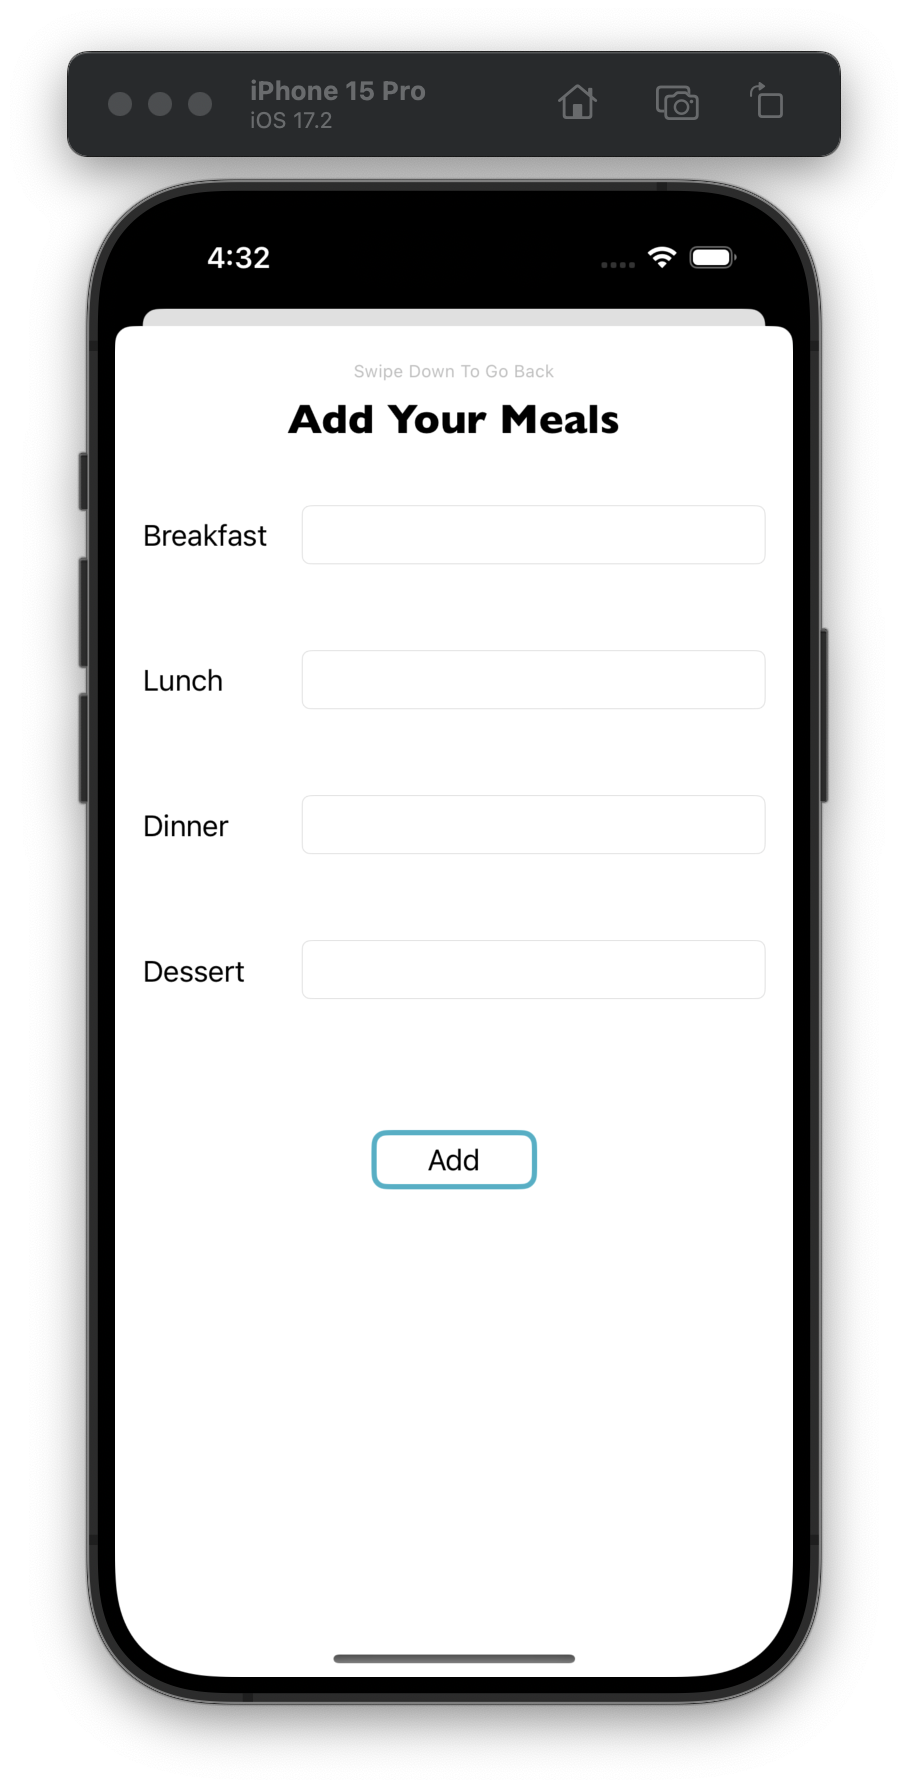 iPhone 15 Pro
iOS 17.2
4:32
Swipe Down To Go Back
Add Your Meals
Breakfast
Lunch
Dinner
Dessert
Add